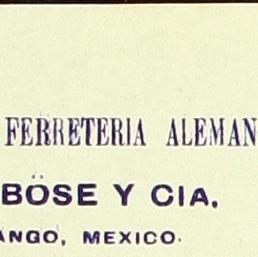 FERRETERIA ALEMAN
BÖSE Y CIA.
ANGO, MEXICO.